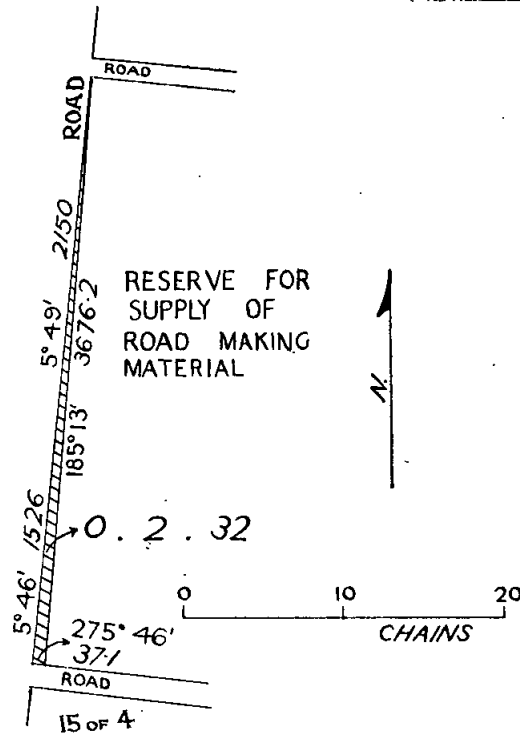 ROAD
ROAD
2150
5° 49'
3676·2
185° 13'
RESERVE FOR
SUPPLY OF
ROAD MAKING
MATERIAL
N.
1526
5° 46'
0 . 2 . 32
275° 46'
37·1
0 10 20
CHAINS
ROAD
15 OF 4